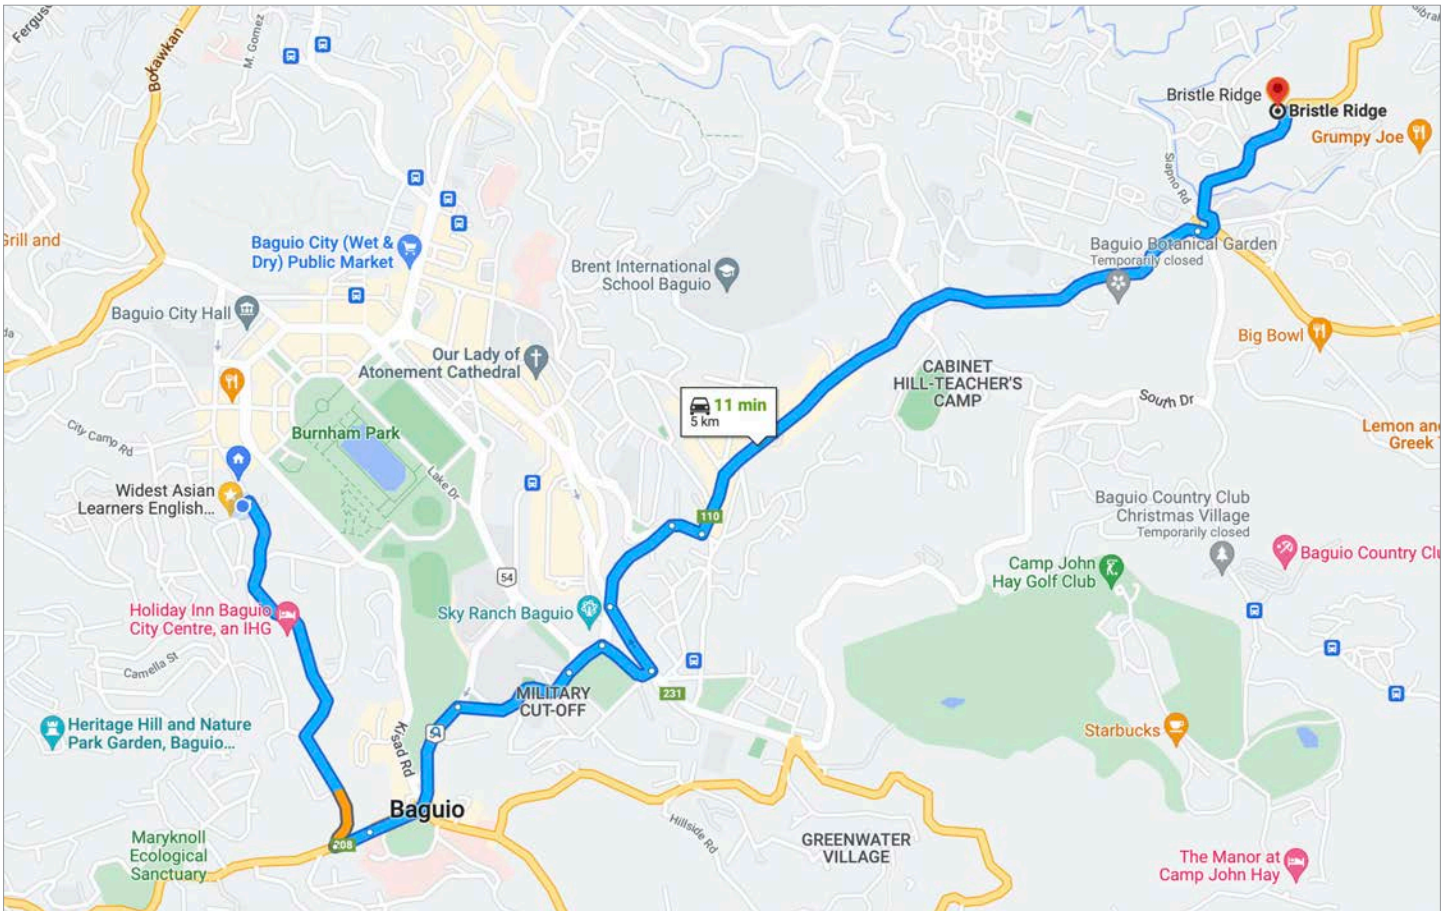 Fergus
Bokawkan
M. Gomez
Gibral
Bristle Ridge
Bristle Ridge
Grumpy Joe
Slapno Rd
Grill and
Baguio City (Wet &
Dry) Public Market
Baguio Botanical Garden
Temporarily closed
Brent International
School Baguio
Baguio City Hall
da
Big Bowl
Our Lady of
Atonement Cathedral
CABINET
HILL-TEACHER'S
CAMP
11 min
5 km
South Dr
City Camp Rd
Burnham Park
Lemon and
Greek T
Lake Dr
Widest Asian
Learners English...
Baguio Country Club
Christmas Village
Temporarily closed
110
Baguio Country Clu
Camp John
Hay Golf Club
54
Holiday Inn Baguio
City Centre, an IHG
Sky Ranch Baguio
Camella St
231
MILITARY
CUT-OFF
Heritage Hill and Nature
Park Garden, Baguio...
Kisad Rd
Starbucks
Baguio
Hillside Rd
208
Maryknoll
Ecological
Sanctuary
GREENWATER
VILLAGE
The Manor at
Camp John Hay